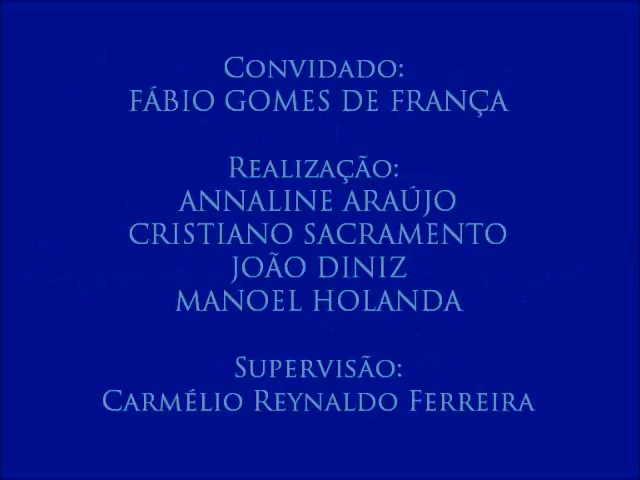 Convidado:
FÁBIO GOMES DE FRANÇA
Realização:
ANNALINE ARAÚJO
CRISTIANO SACRAMENTO
JOÃO DINIZ
MANOEL HOLANDA
Supervisão:
Carmélio Reynaldo Ferreira